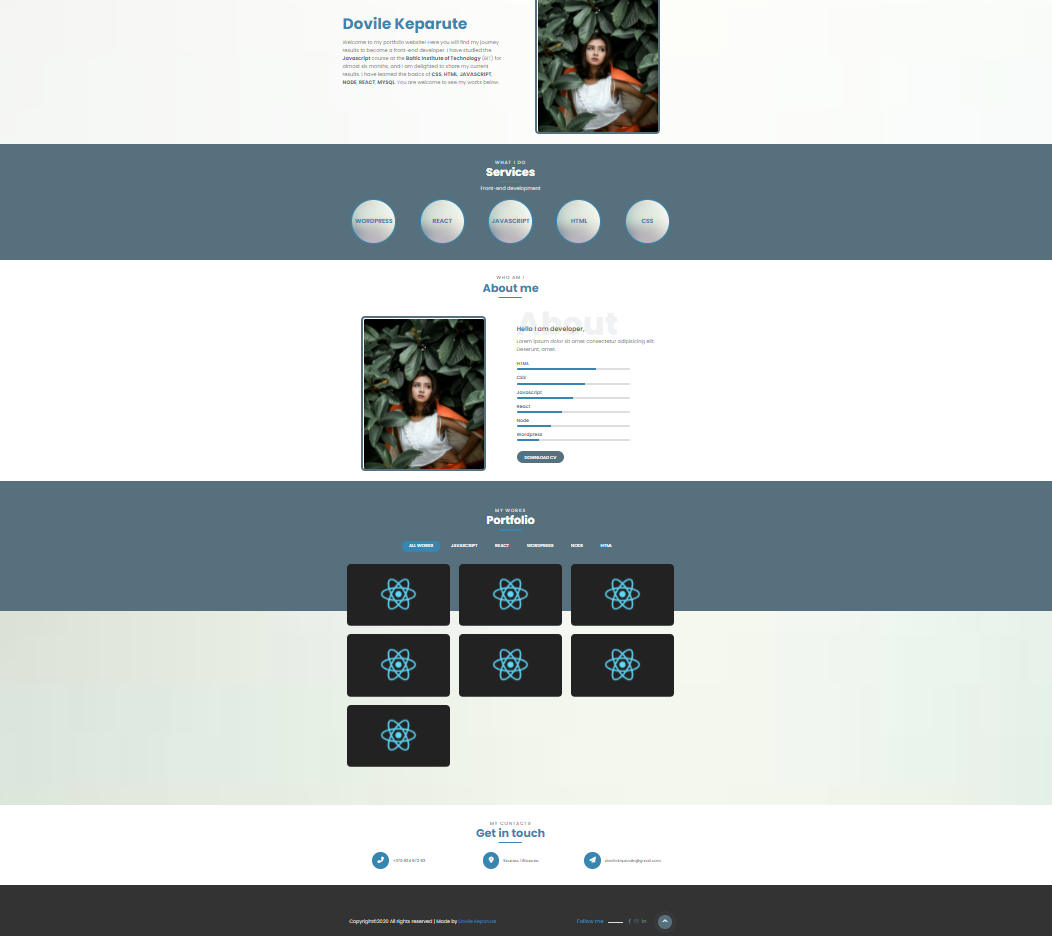 Dovile Keparute
Welcome to my portfolio website! Here you will find my journey
results to become a front-end developer. I have studied the
Javascript course at the Baltic Institute of Technology (BIT) for
almost six months, and I am delighted to share my current
results. I have learned the basics of CSS, HTML, JAVASCRIPT,
NODE, REACT, MYSQL. You are welcome to see my works below.
WHAT I DO
Services
Front-end development
WORDPRESS
REACT
JAVASCRIPT
HTML
CSS
WHO AM I
About me
About
Hello I am developer,
Lorem ipsum dolor sit amet consectetur adipisicing elit.
Deserunt, amet.
HTML
CSS
Javascript
React
Node
Wordpress
DOWNLOAD CV
MY WORKS
Portfolio
ALL WORKS
JAVASCRIPT
REACT
WORDPRESS
NODE
HTML
MY CONTACTS
Get in touch
Kaunas, Lithuania
Copyright©2020 All rights reserved | Made by Dovile Keparute
Follow me